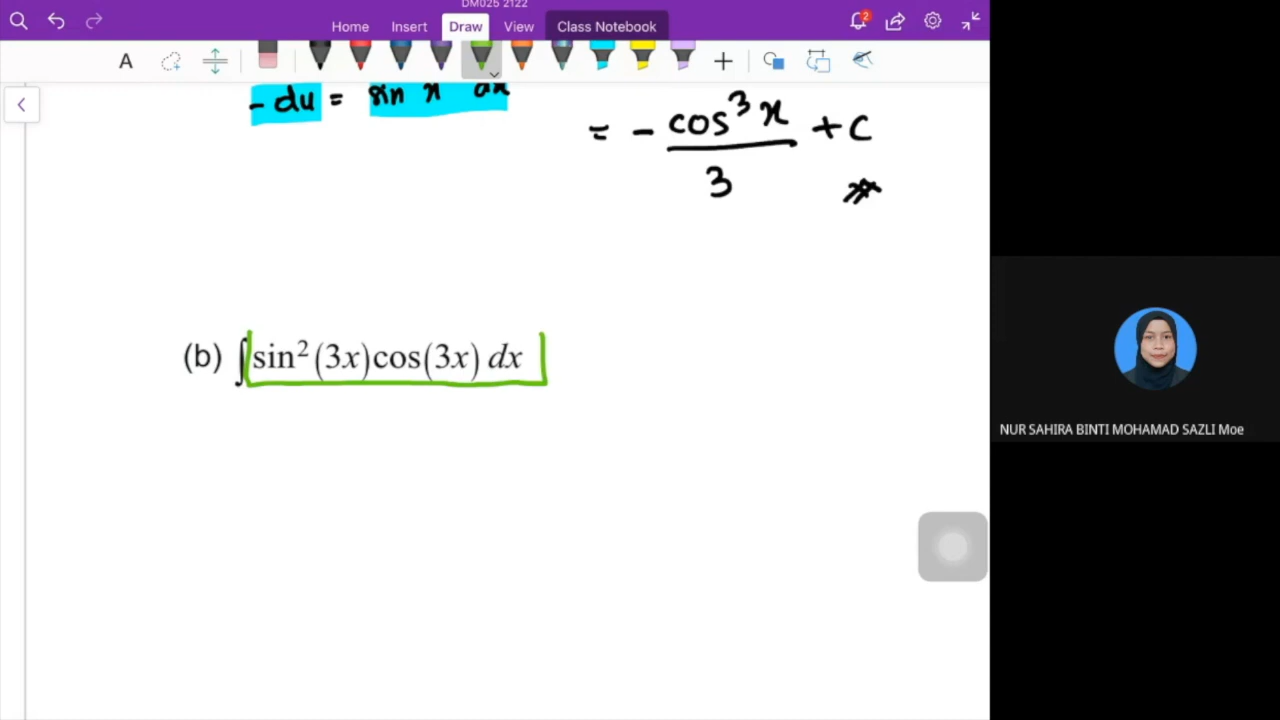 DM025 2122
Home Insert Draw View Class Notebook
2
A
- du = sin x dx
= - cos³x / 3 + C
(b) ∫sin²(3x)cos(3x) dx
NUR SAHIRA BINTI MOHAMAD SAZLI Moe